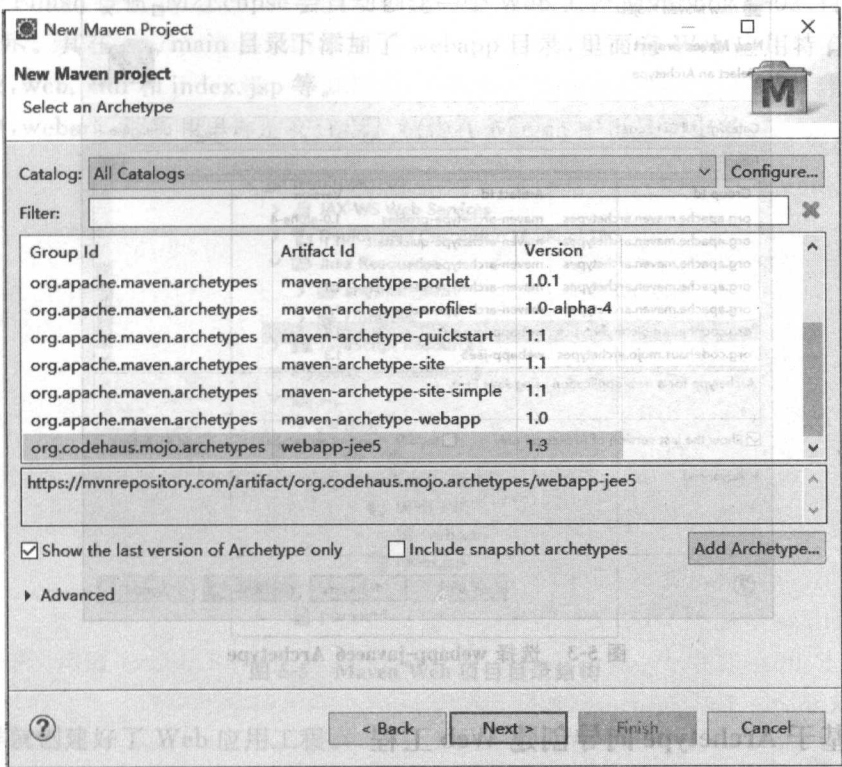 New Maven Project
New Maven project
Select an Archetype
M
Catalog: All Catalogs Configure...
Filter:
Group Id Artifact Id Version
org.apache.maven.archetypes maven-archetype-portlet 1.0.1
org.apache.maven.archetypes maven-archetype-profiles 1.0-alpha-4
org.apache.maven.archetypes maven-archetype-quickstart 1.1
org.apache.maven.archetypes maven-archetype-site 1.1
org.apache.maven.archetypes maven-archetype-site-simple 1.1
org.apache.maven.archetypes maven-archetype-webapp 1.0
org.codehaus.mojo.archetypes webapp-jee5 1.3
https://mvnrepository.com/artifact/org.codehaus.mojo.archetypes/webapp-jee5
Show the last version of Archetype only Include snapshot archetypes Add Archetype...
Advanced
? < Back Next > Finish Cancel